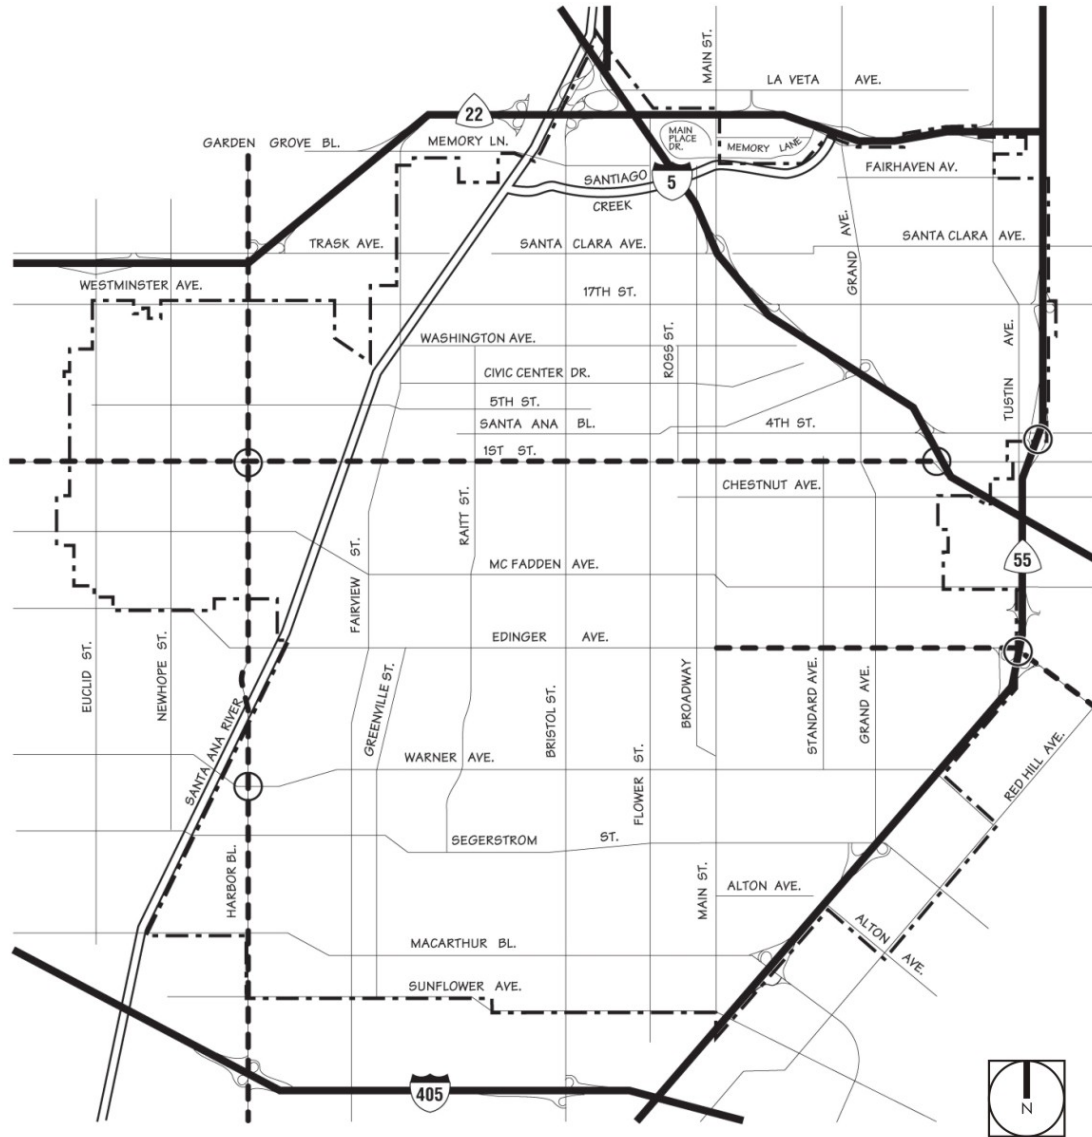 MAIN ST.
LA VETA AVE.
22
GARDEN GROVE BL.
MEMORY LN.
MAIN
PLACE
DR.
MEMORY LANE
FAIRHAVEN AV.
SANTIAGO
CREEK
5
TRASK AVE.
SANTA CLARA AVE.
GRAND AVE.
SANTA CLARA AVE.
WESTMINSTER AVE.
17TH ST.
WASHINGTON AVE.
ROSS ST.
TUSTIN AVE.
CIVIC CENTER DR.
5TH ST.
SANTA ANA BL.
4TH ST.
1ST ST.
CHESTNUT AVE.
RAITT ST.
FAIRVIEW ST.
MC FADDEN AVE.
55
EDINGER AVE.
EUCLID ST.
NEWHOPE ST.
SANTA ANA RIVER
GREENVILLE ST.
BRISTOL ST.
BROADWAY
STANDARD AVE.
GRAND AVE.
WARNER AVE.
FLOWER ST.
RED HILL AVE.
SEGERSTROM ST.
HARBOR BL.
MAIN ST.
ALTON AVE.
ALTON AVE.
MACARTHUR BL.
SUNFLOWER AVE.
405
N